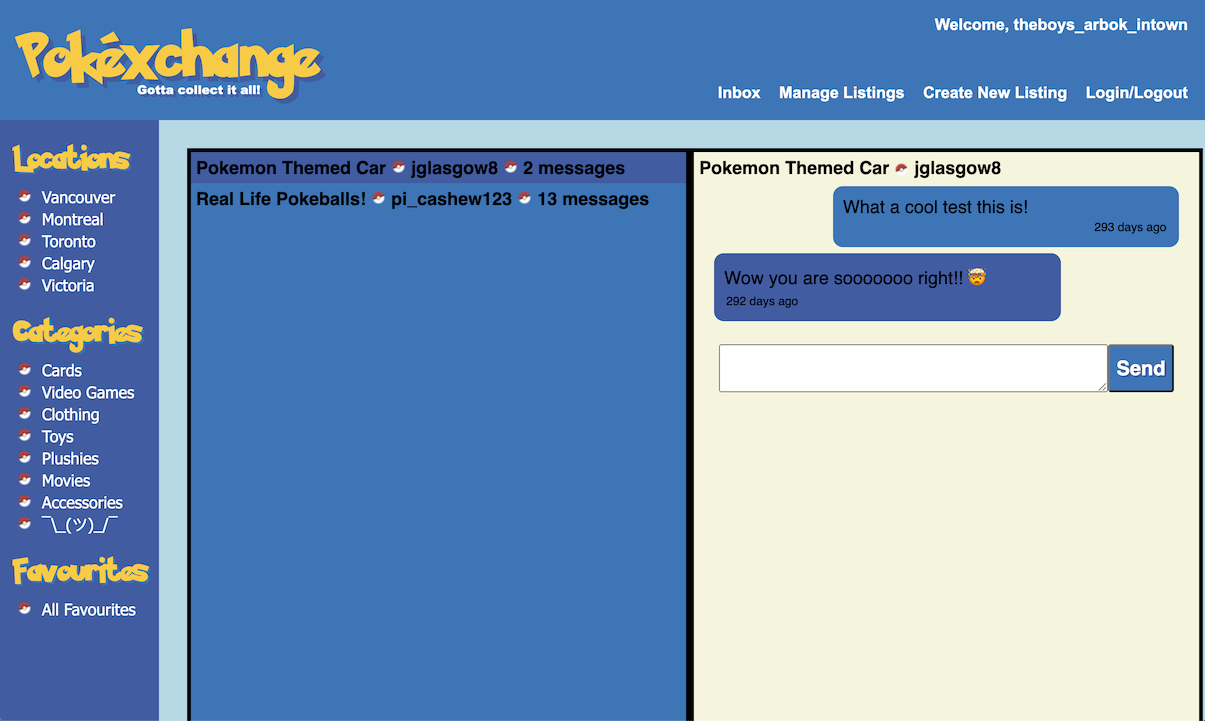 Pokéxchange
Gotta collect it all!
Welcome, theboys_arbok_intown
Inbox Manage Listings Create New Listing Login/Logout
Locations
Vancouver
Montreal
Toronto
Calgary
Victoria
Categories
Cards
Video Games
Clothing
Toys
Plushies
Movies
Accessories
¯\_(ツ)_/¯
Favourites
All Favourites
Pokemon Themed Car jglasgow8 2 messages
Real Life Pokeballs! pi_cashew123 13 messages
Pokemon Themed Car jglasgow8
What a cool test this is!
293 days ago
Wow you are sooooooo right!! 🤯
292 days ago
Send